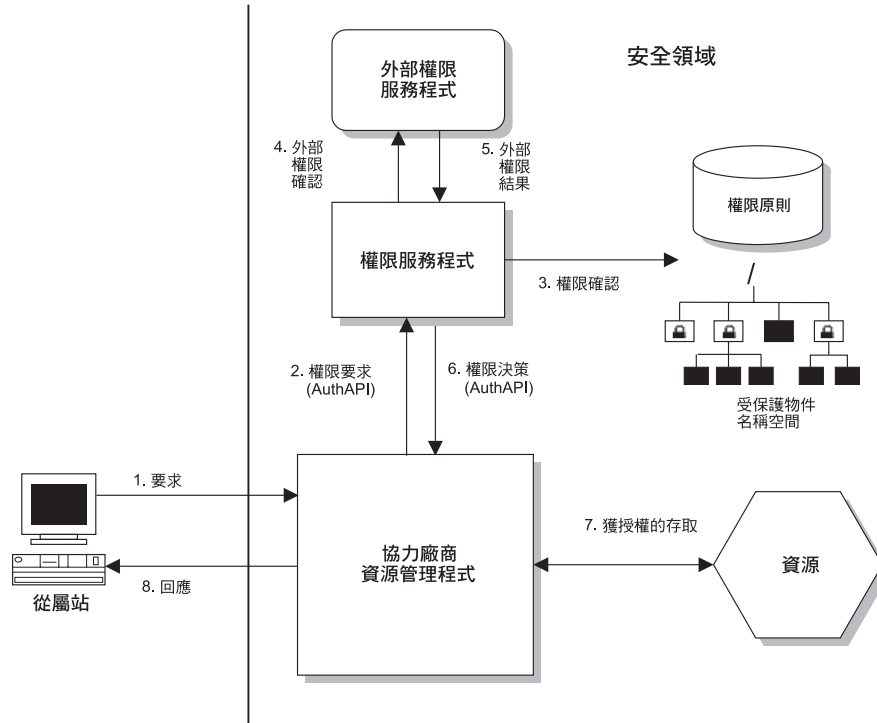 外部權限
服務程式
安全領域
4. 外部
權限
確認
5. 外部
權限
結果
權限原則
權限服務程式
3. 權限確認
/
2. 權限要求
(AuthAPI)
6. 權限決策
(AuthAPI)
受保護物件
名稱空間
1. 要求
協力廠商
資源管理程式
7. 獲授權的存取
資源
8. 回應
從屬站